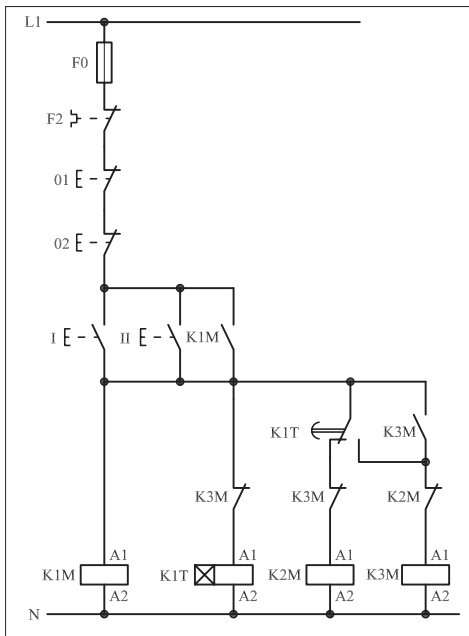 L1
F0
F2
01
02
I II K1M
K1T K3M
K3M K3M K2M
A1 A1 A1 A1
K1M K1T K2M K3M
A2 A2 A2 A2
N